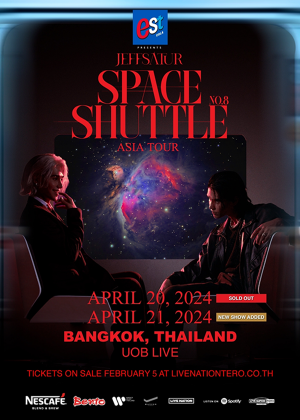 est
COLA
PRESENTS
JEFF SATUR
SPACE
SHUTTLE
NO.8
ASIA TOUR
APRIL 20, 2024 SOLD OUT
APRIL 21, 2024 NEW SHOW ADDED
BANGKOK, THAILAND
UOB LIVE
TICKETS ON SALE FEBRUARY 5 AT LIVENATIONTERO.CO.TH
NESCAFÉ Bento LIVE NATION Spotify
BLEND & BREW